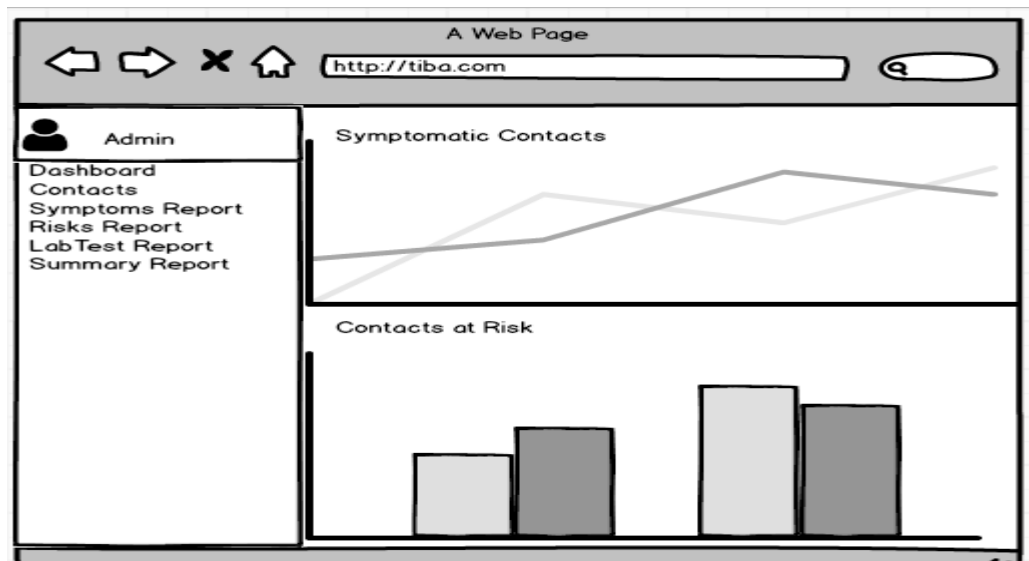 A Web Page
http://tiba.com
Admin
Dashboard
Contacts
Symptoms Report
Risks Report
LabTest Report
Summary Report
Symptomatic Contacts
Contacts at Risk